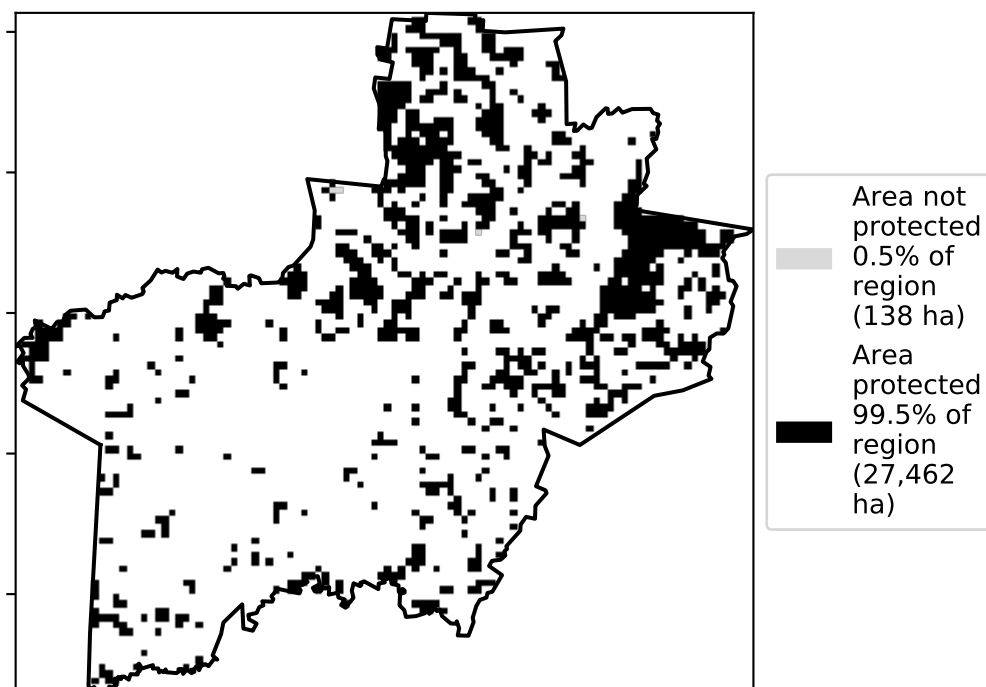 Area not
protected
0.5% of
region
(138 ha)
Area
protected
99.5% of
region
(27,462
ha)